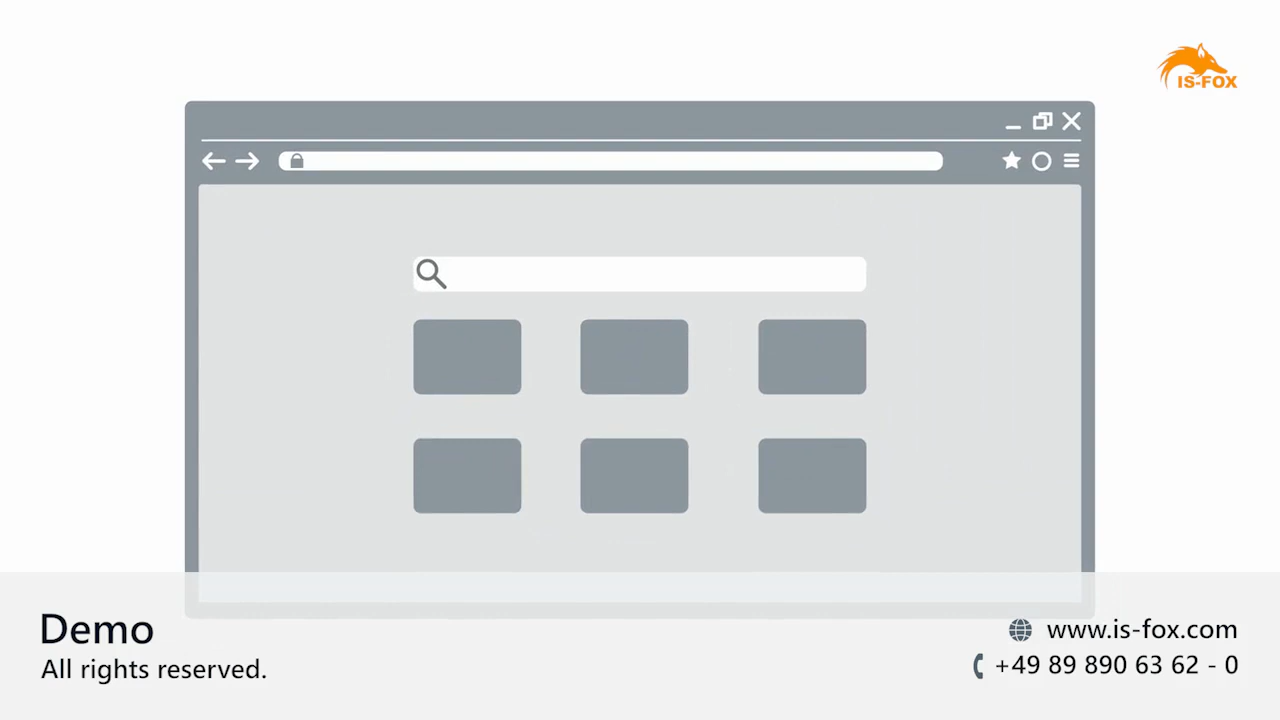 IS-FOX
Demo
All rights reserved.
www.is-fox.com
+49 89 890 63 62 - 0